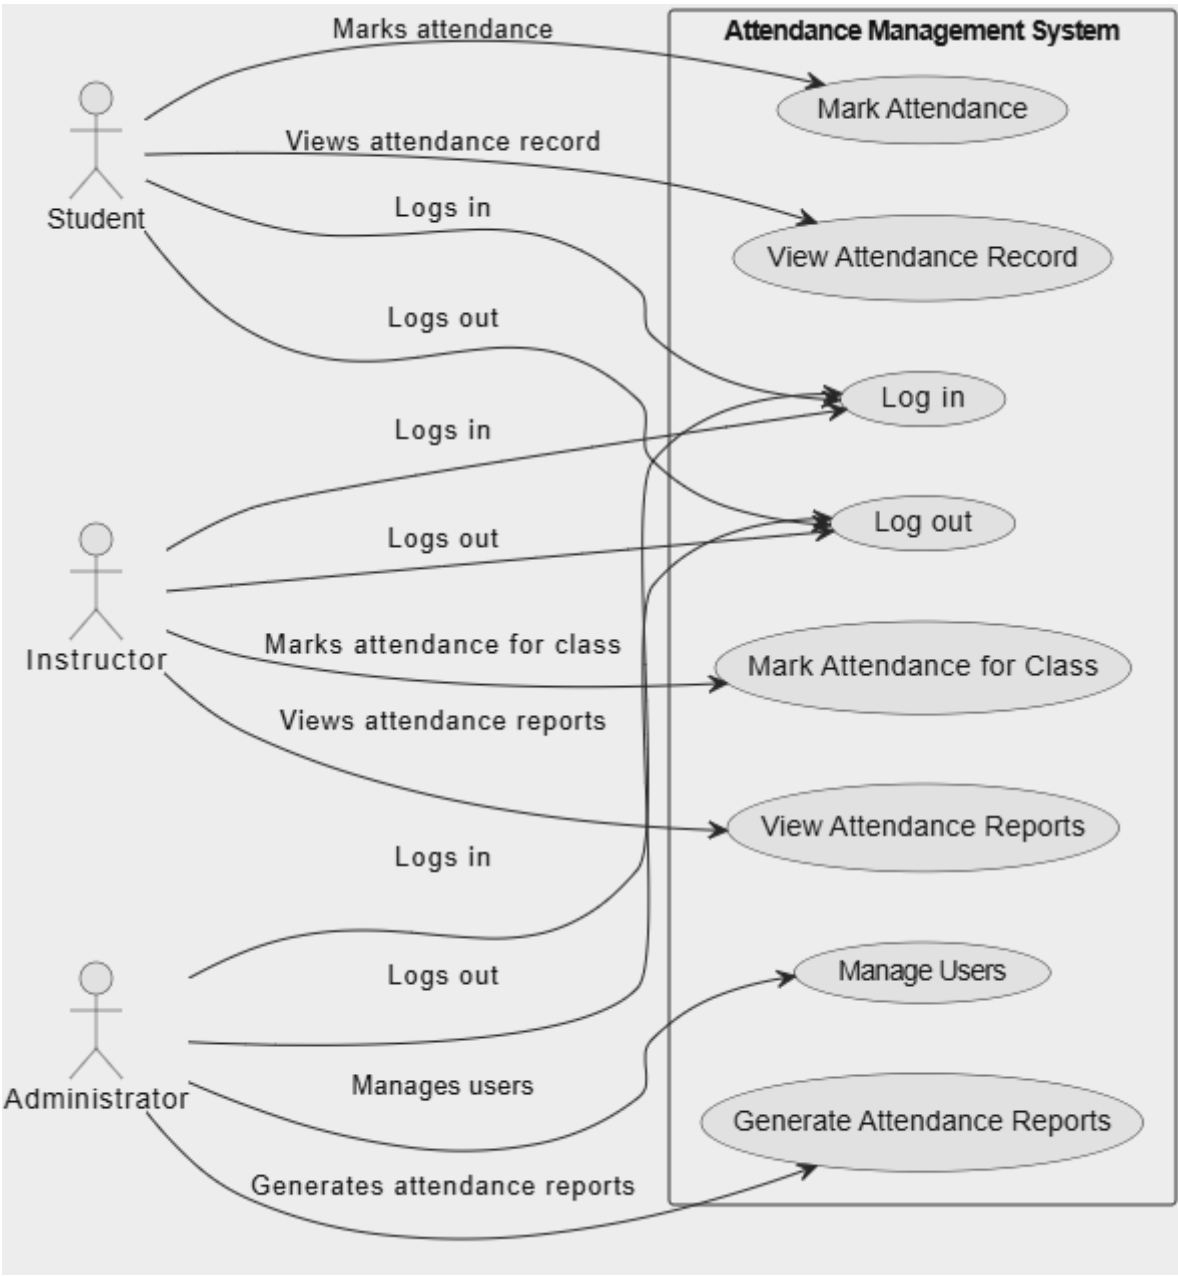 Marks attendance
Attendance Management System
Mark Attendance
Views attendance record
Student
Logs in
View Attendance Record
Logs out
Log in
Logs in
Log out
Logs out
Instructor
Marks attendance for class
Mark Attendance for Class
Views attendance reports
View Attendance Reports
Logs in
Logs out
Manage Users
Administrator
Manages users
Generate Attendance Reports
Generates attendance reports